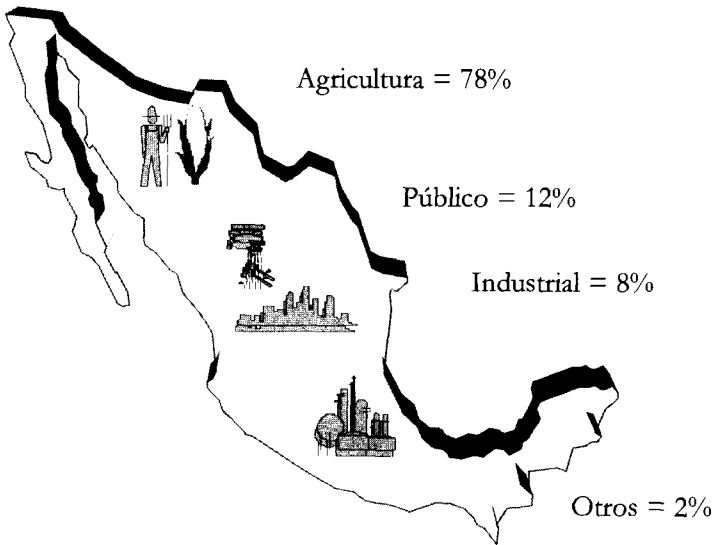 Agricultura = 78%
Público = 12%
Industrial = 8%
Otros = 2%